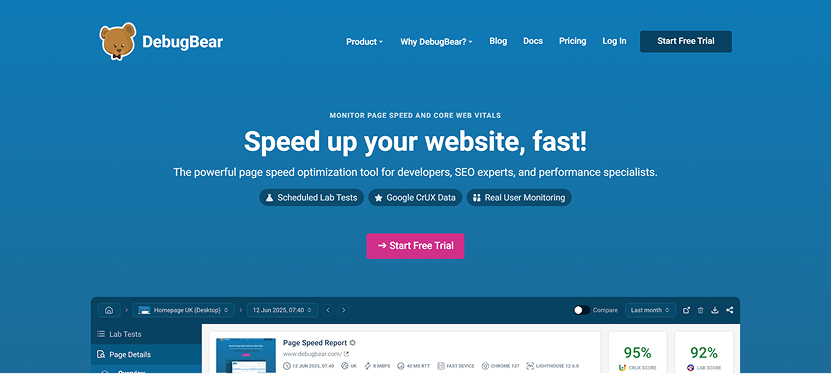 DebugBear
Product
Why DebugBear?
Blog
Docs
Pricing
Log In
Start Free Trial
MONITOR PAGE SPEED AND CORE WEB VITALS
Speed up your website, fast!
The powerful page speed optimization tool for developers, SEO experts, and performance specialists.
Scheduled Lab Tests
Google CrUX Data
Real User Monitoring
→ Start Free Trial
Homepage UK (Desktop)
12 Jun 2025, 07:40
Compare
Last month
Lab Tests
Page Details
Overview
Page Speed Report
www.debugbear.com/
12 JUN 2025, 07:40
UK
8 MBPS
40 MS RTT
FAST DEVICE
CHROME 137
LIGHTHOUSE 12.6.0
95%
CRUX SCORE
92%
LAB SCORE